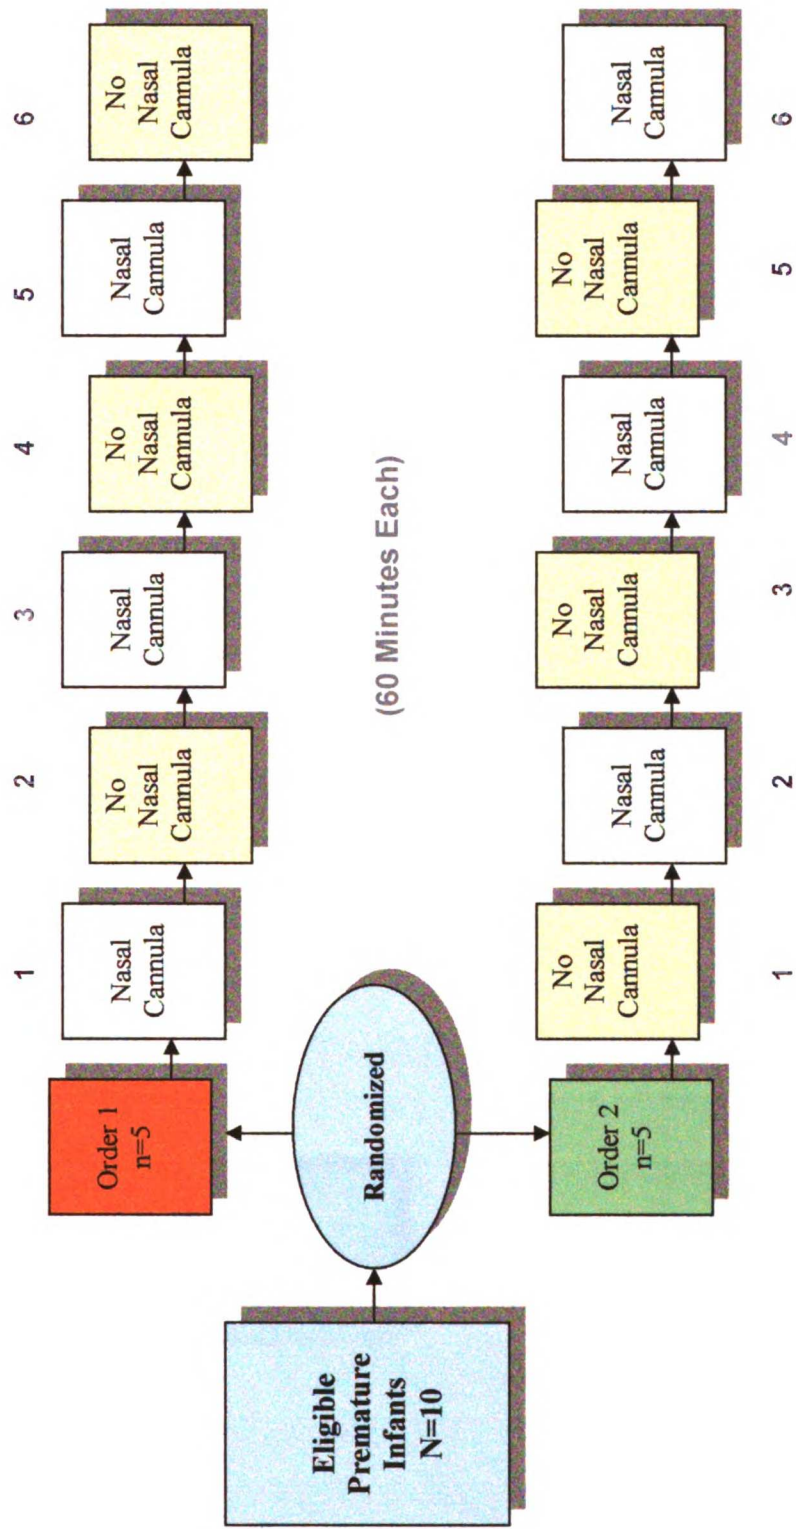 Eligible
Premature
Infants
N=10
Randomized
Order 1
n=5
1
2
3
4
5
6
Nasal
Cannula
No
Nasal
Cannula
Nasal
Cannula
No
Nasal
Cannula
Nasal
Cannula
No
Nasal
Cannula
(60 Minutes Each)
Order 2
n=5
No
Nasal
Cannula
Nasal
Cannula
No
Nasal
Cannula
Nasal
Cannula
No
Nasal
Cannula
Nasal
Cannula
1
2
3
4
5
6